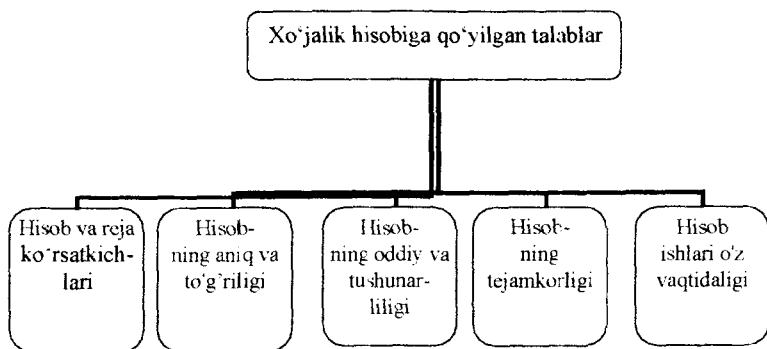 Xo‘jalik hisobiga qo‘yilgan talablar
Hisob va reja
ko‘rsatkich-
lari
Hisob-
ning aniq va
to‘g‘riligi
Hisob-
ning oddiy va
tushunar-
liligi
Hisob-
ning
tejamkorligi
Hisob
ishlari o‘z
vaqtidaligi